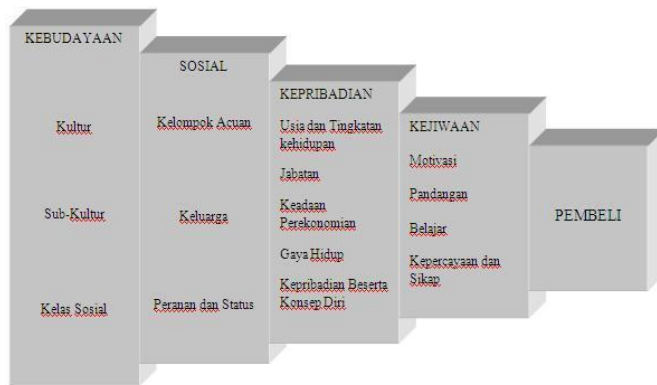 KEBUDAYAAN
Kultur
Sub-Kultur
Kelas Sosial
SOSIAL
Kelompok Acuan
Keluarga
Peranan dan Status
KEPRIBADIAN
Usia dan Tingkatan
kehidupan
Jabatan
Keadaan
Perekonomian
Gaya Hidup
Kepribadian Beserta
Konsep Diri
KEJIWAAN
Motivasi
Pandangan
Belajar
Kepercayaan dan
Sikap
PEMBELI